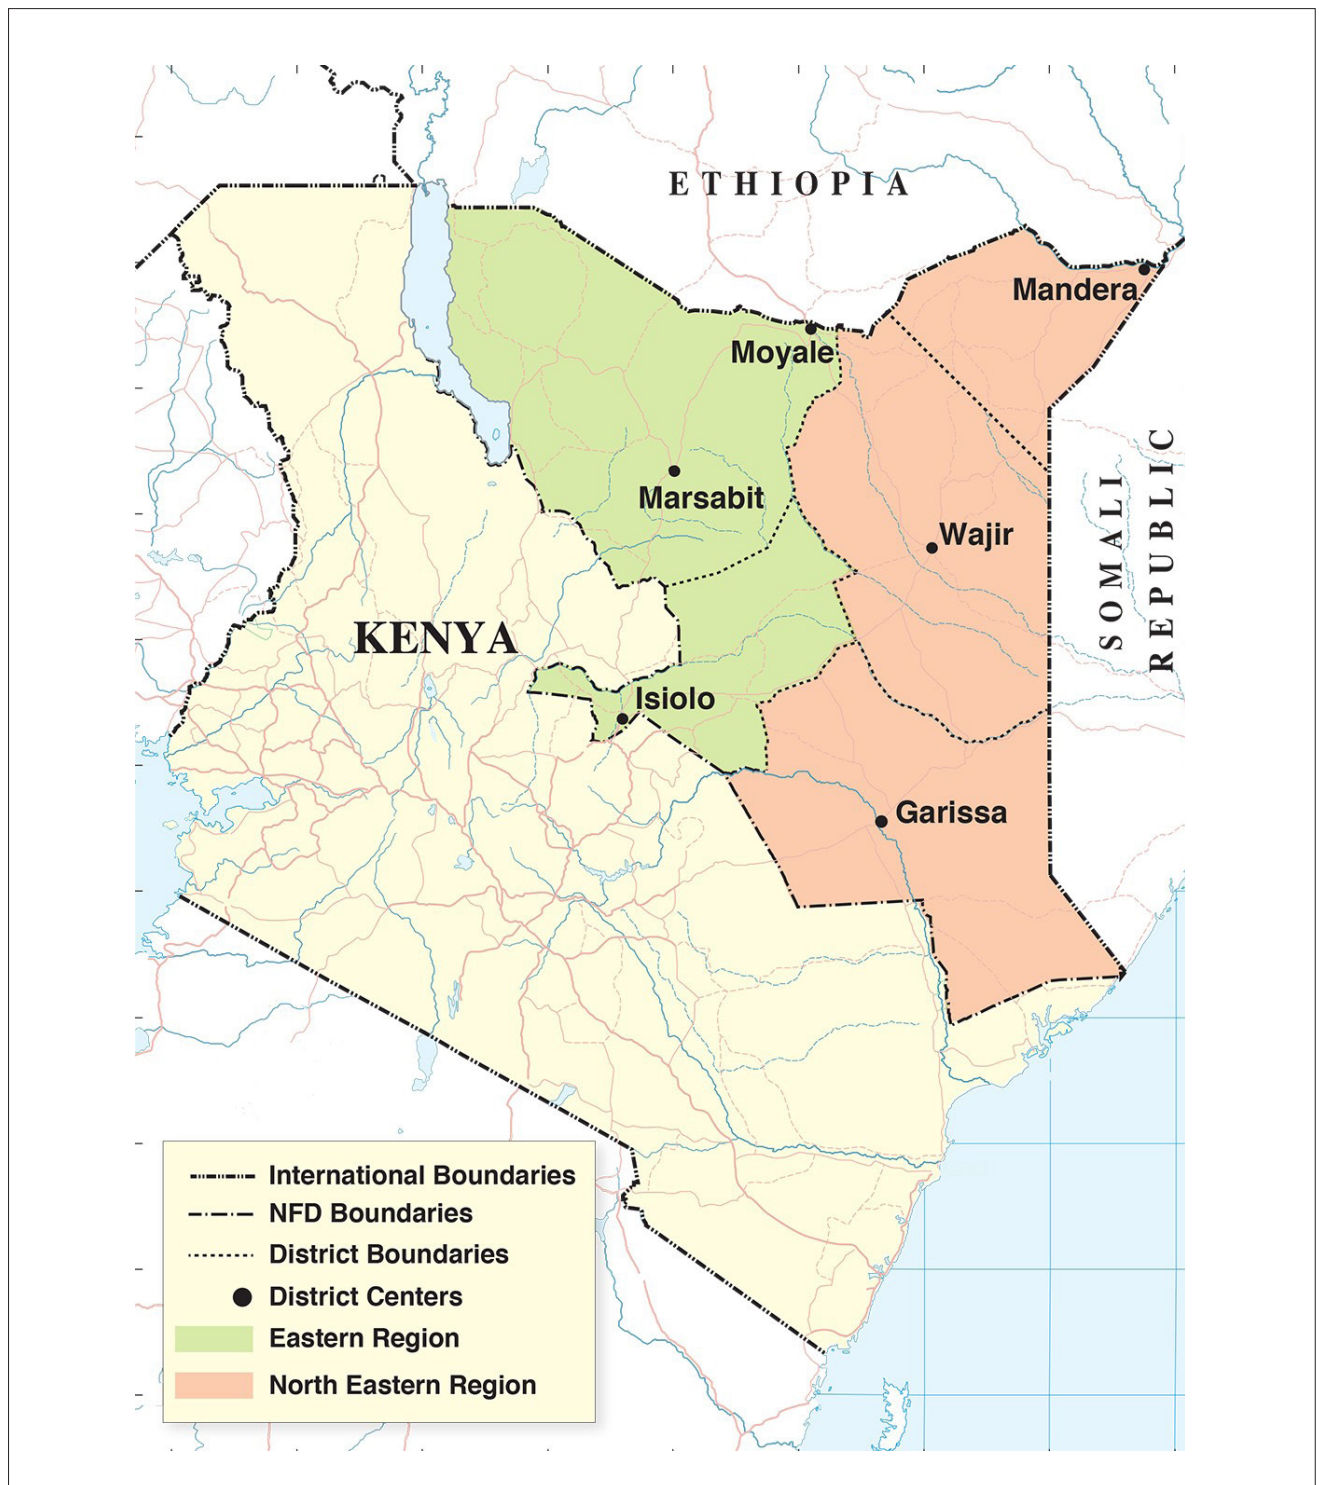 ETHIOPIA
Mandera
Moyale
SOMALI
REPUBLIC
Marsabit
Wajir
KENYA
Isiolo
Garissa
International Boundaries
NFD Boundaries
District Boundaries
District Centers
Eastern Region
North Eastern Region